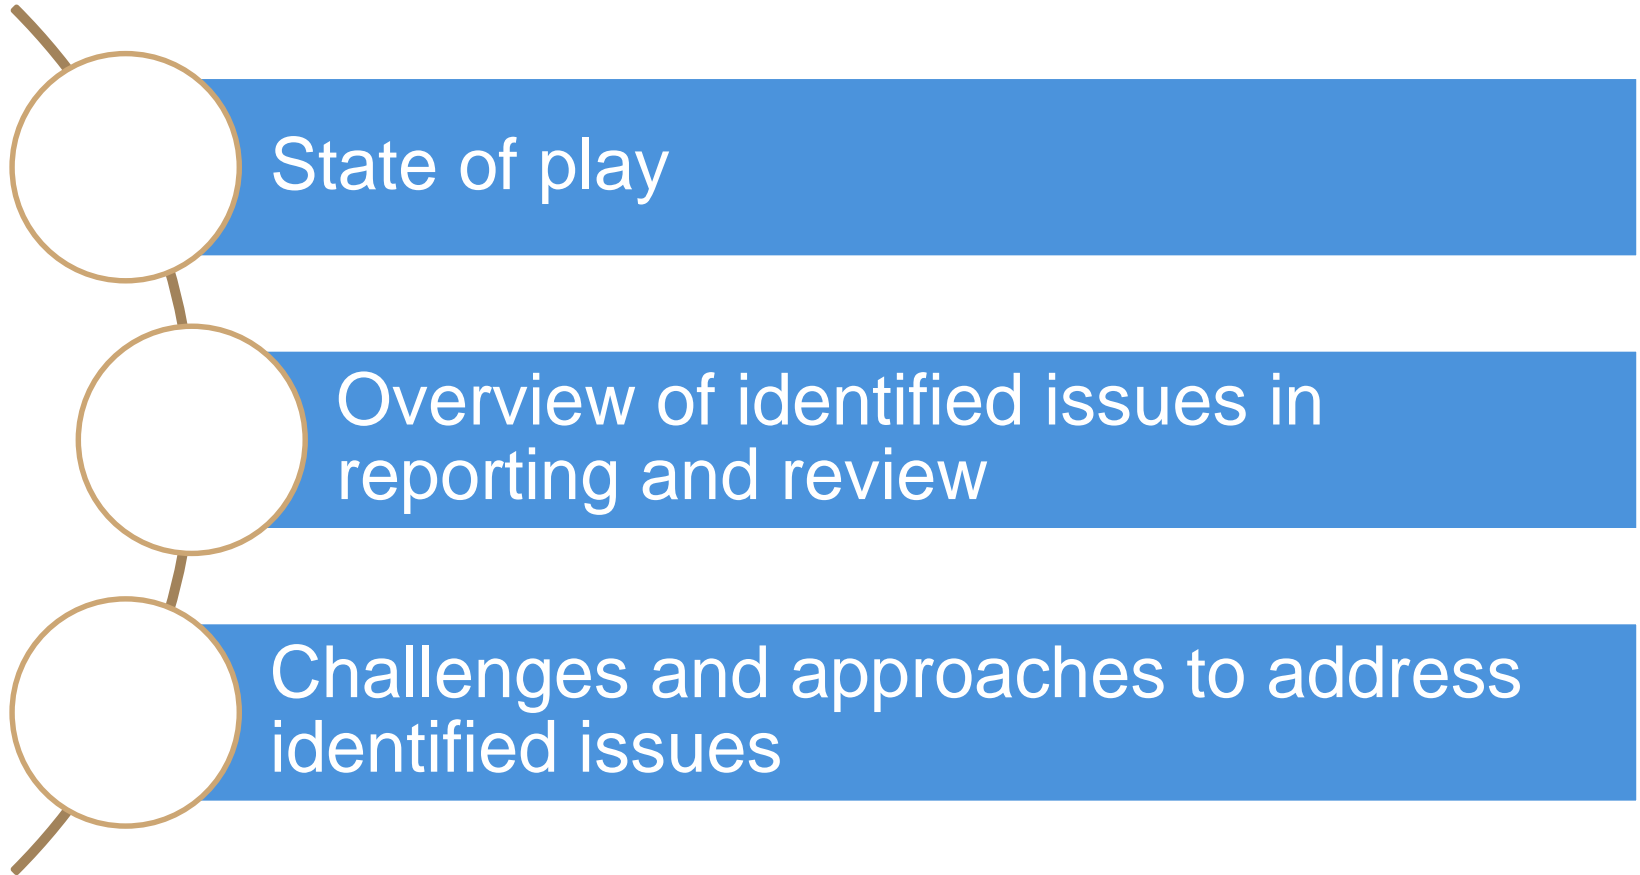 State of play
Overview of identified issues in
reporting and review
Challenges and approaches to address
identified issues